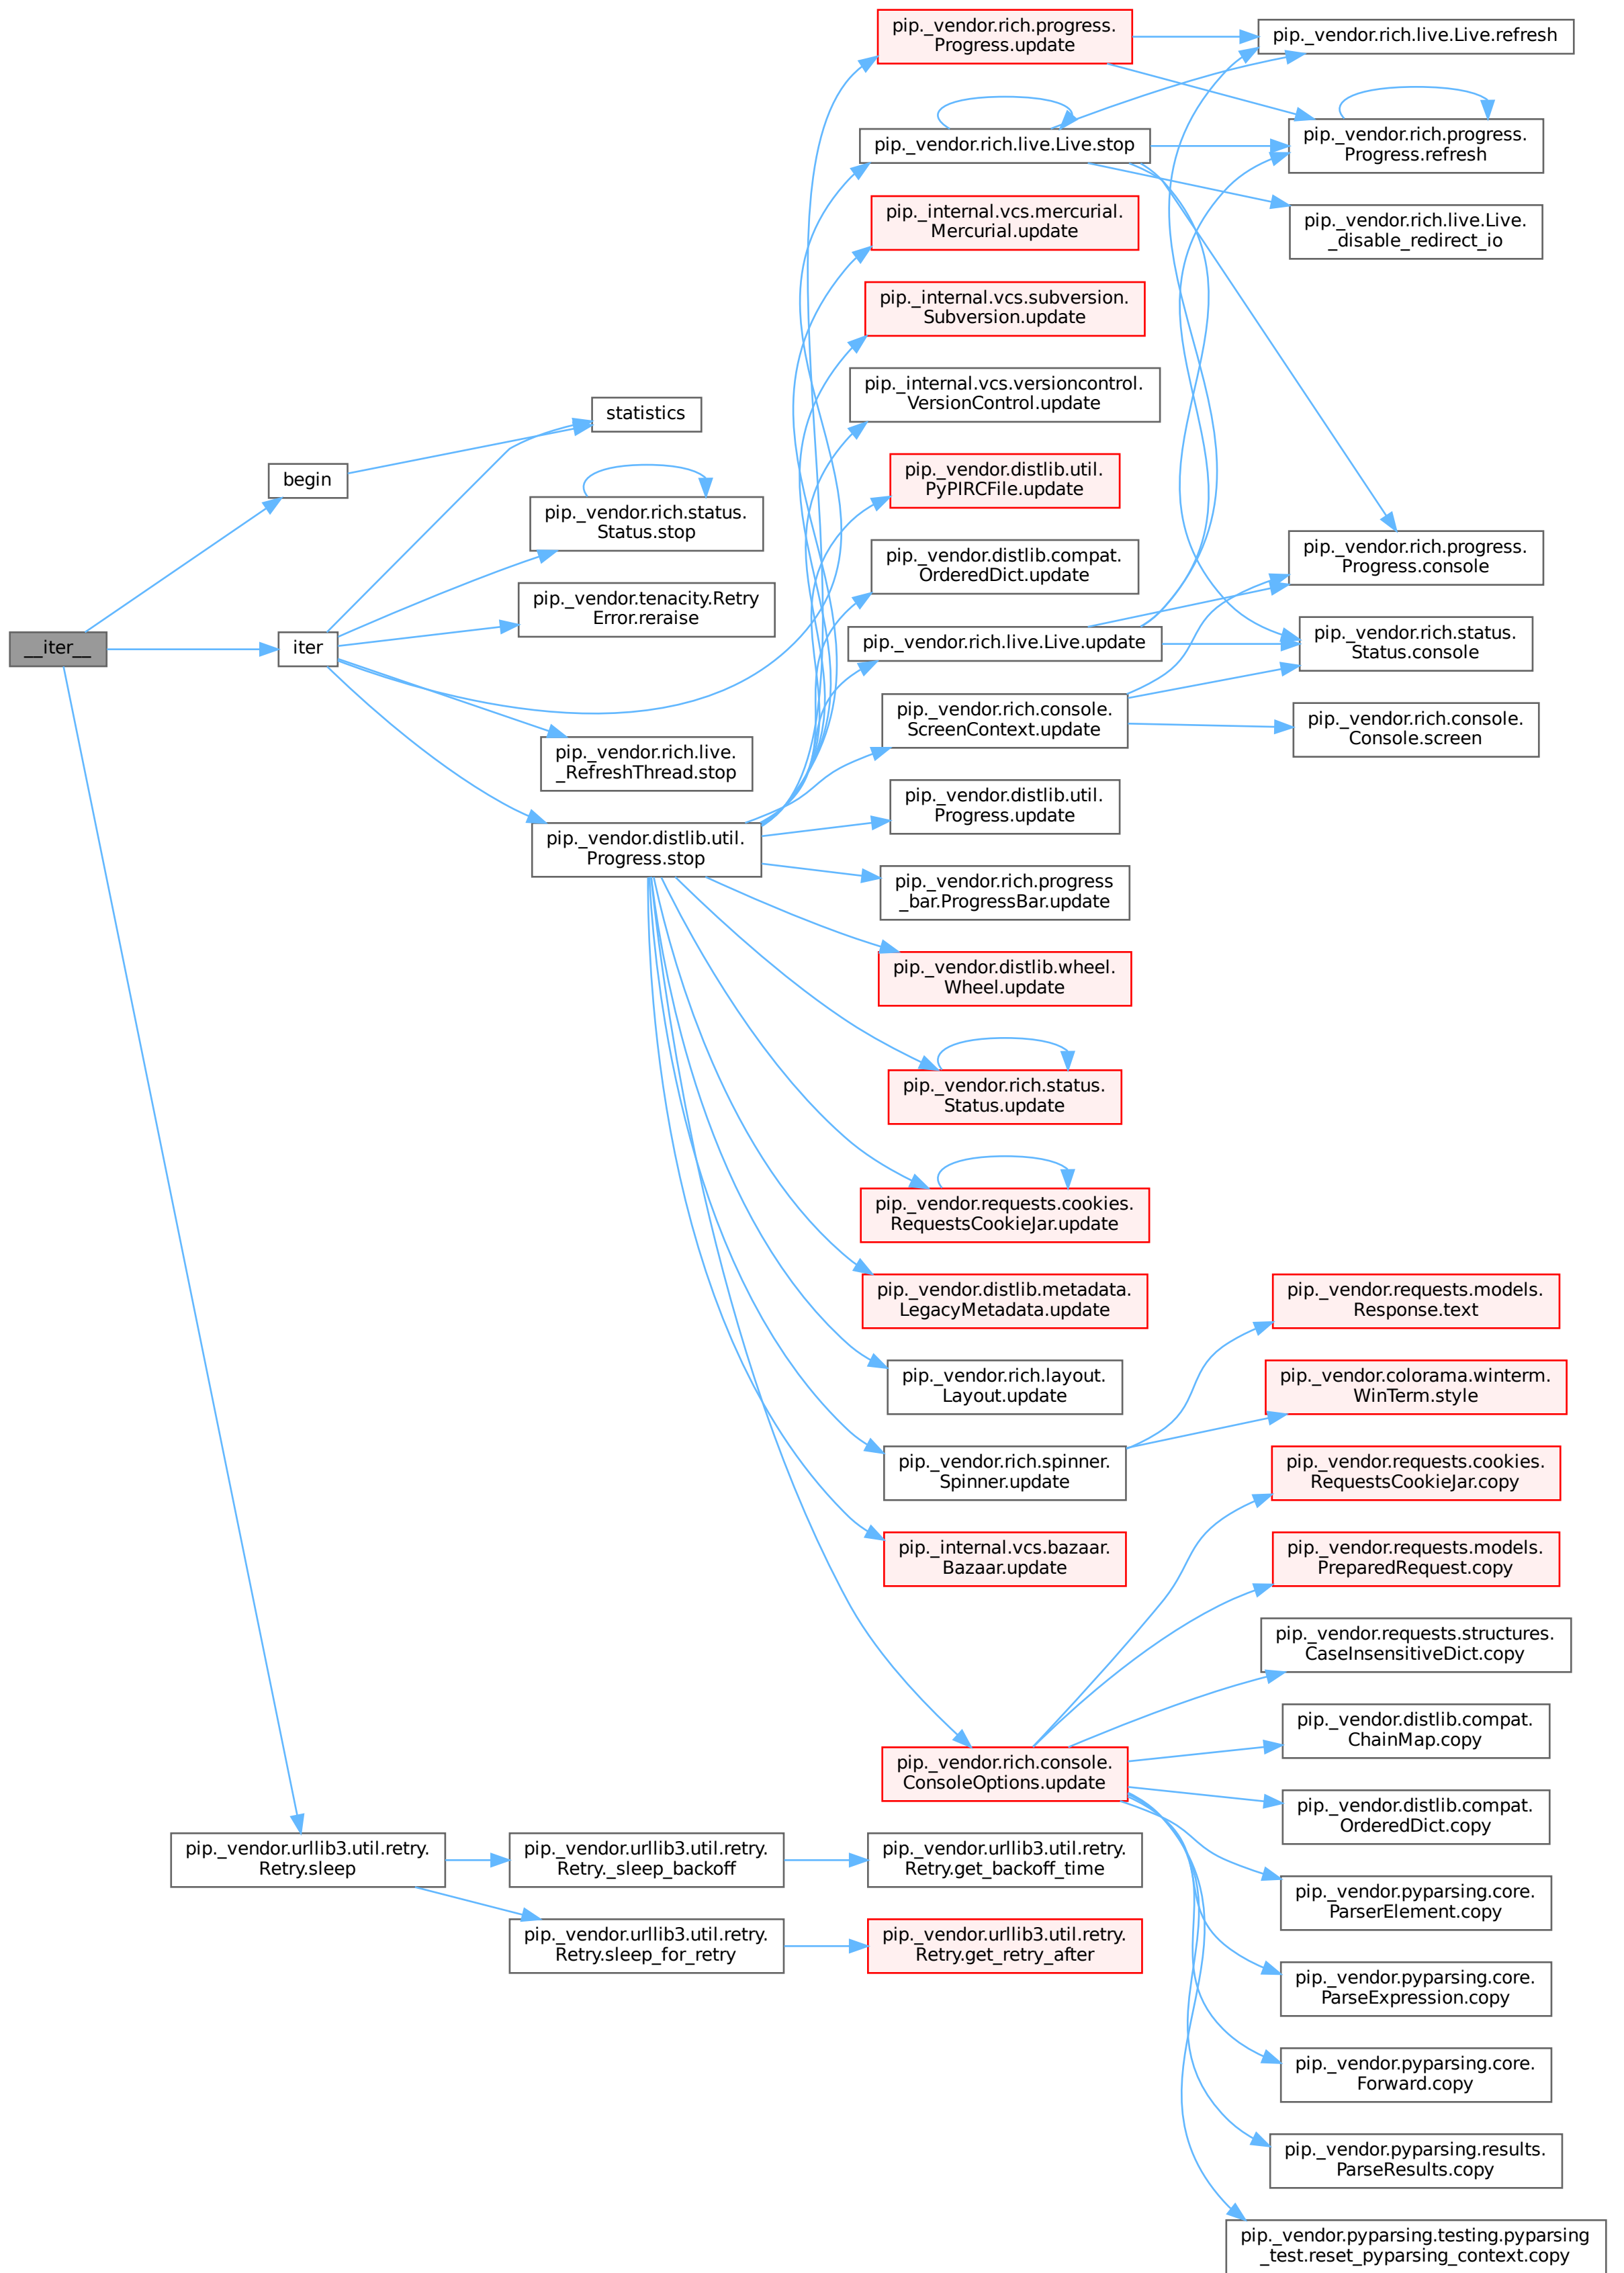 __iter__
begin
iter
pip._vendor.urllib3.util.retry.
Retry.sleep
statistics
pip._vendor.rich.status.
Status.stop
pip._vendor.tenacity.Retry
Error.reraise
pip._vendor.rich.live.
_RefreshThread.stop
pip._vendor.distlib.util.
Progress.stop
pip._vendor.urllib3.util.retry.
Retry._sleep_backoff
pip._vendor.urllib3.util.retry.
Retry.sleep_for_retry
pip._vendor.rich.progress.
Progress.update
pip._vendor.rich.live.Live.stop
pip._internal.vcs.mercurial.
Mercurial.update
pip._internal.vcs.subversion.
Subversion.update
pip._internal.vcs.versioncontrol.
VersionControl.update
pip._vendor.distlib.util.
PyPIRCFile.update
pip._vendor.distlib.compat.
OrderedDict.update
pip._vendor.rich.live.Live.update
pip._vendor.rich.console.
ScreenContext.update
pip._vendor.distlib.util.
Progress.update
pip._vendor.rich.progress
_bar.ProgressBar.update
pip._vendor.distlib.wheel.
Wheel.update
pip._vendor.rich.status.
Status.update
pip._vendor.requests.cookies.
RequestsCookieJar.update
pip._vendor.distlib.metadata.
LegacyMetadata.update
pip._vendor.rich.layout.
Layout.update
pip._vendor.rich.spinner.
Spinner.update
pip._internal.vcs.bazaar.
Bazaar.update
pip._vendor.rich.console.
ConsoleOptions.update
pip._vendor.urllib3.util.retry.
Retry.get_backoff_time
pip._vendor.urllib3.util.retry.
Retry.get_retry_after
pip._vendor.rich.live.Live.refresh
pip._vendor.rich.progress.
Progress.refresh
pip._vendor.rich.live.Live.
_disable_redirect_io
pip._vendor.rich.progress.
Progress.console
pip._vendor.rich.status.
Status.console
pip._vendor.rich.console.
Console.screen
pip._vendor.requests.models.
Response.text
pip._vendor.colorama.winterm.
WinTerm.style
pip._vendor.requests.cookies.
RequestsCookieJar.copy
pip._vendor.requests.models.
PreparedRequest.copy
pip._vendor.requests.structures.
CaseInsensitiveDict.copy
pip._vendor.distlib.compat.
ChainMap.copy
pip._vendor.distlib.compat.
OrderedDict.copy
pip._vendor.pyparsing.core.
ParserElement.copy
pip._vendor.pyparsing.core.
ParseExpression.copy
pip._vendor.pyparsing.core.
Forward.copy
pip._vendor.pyparsing.results.
ParseResults.copy
pip._vendor.pyparsing.testing.pyparsing
_test.reset_pyparsing_context.copy